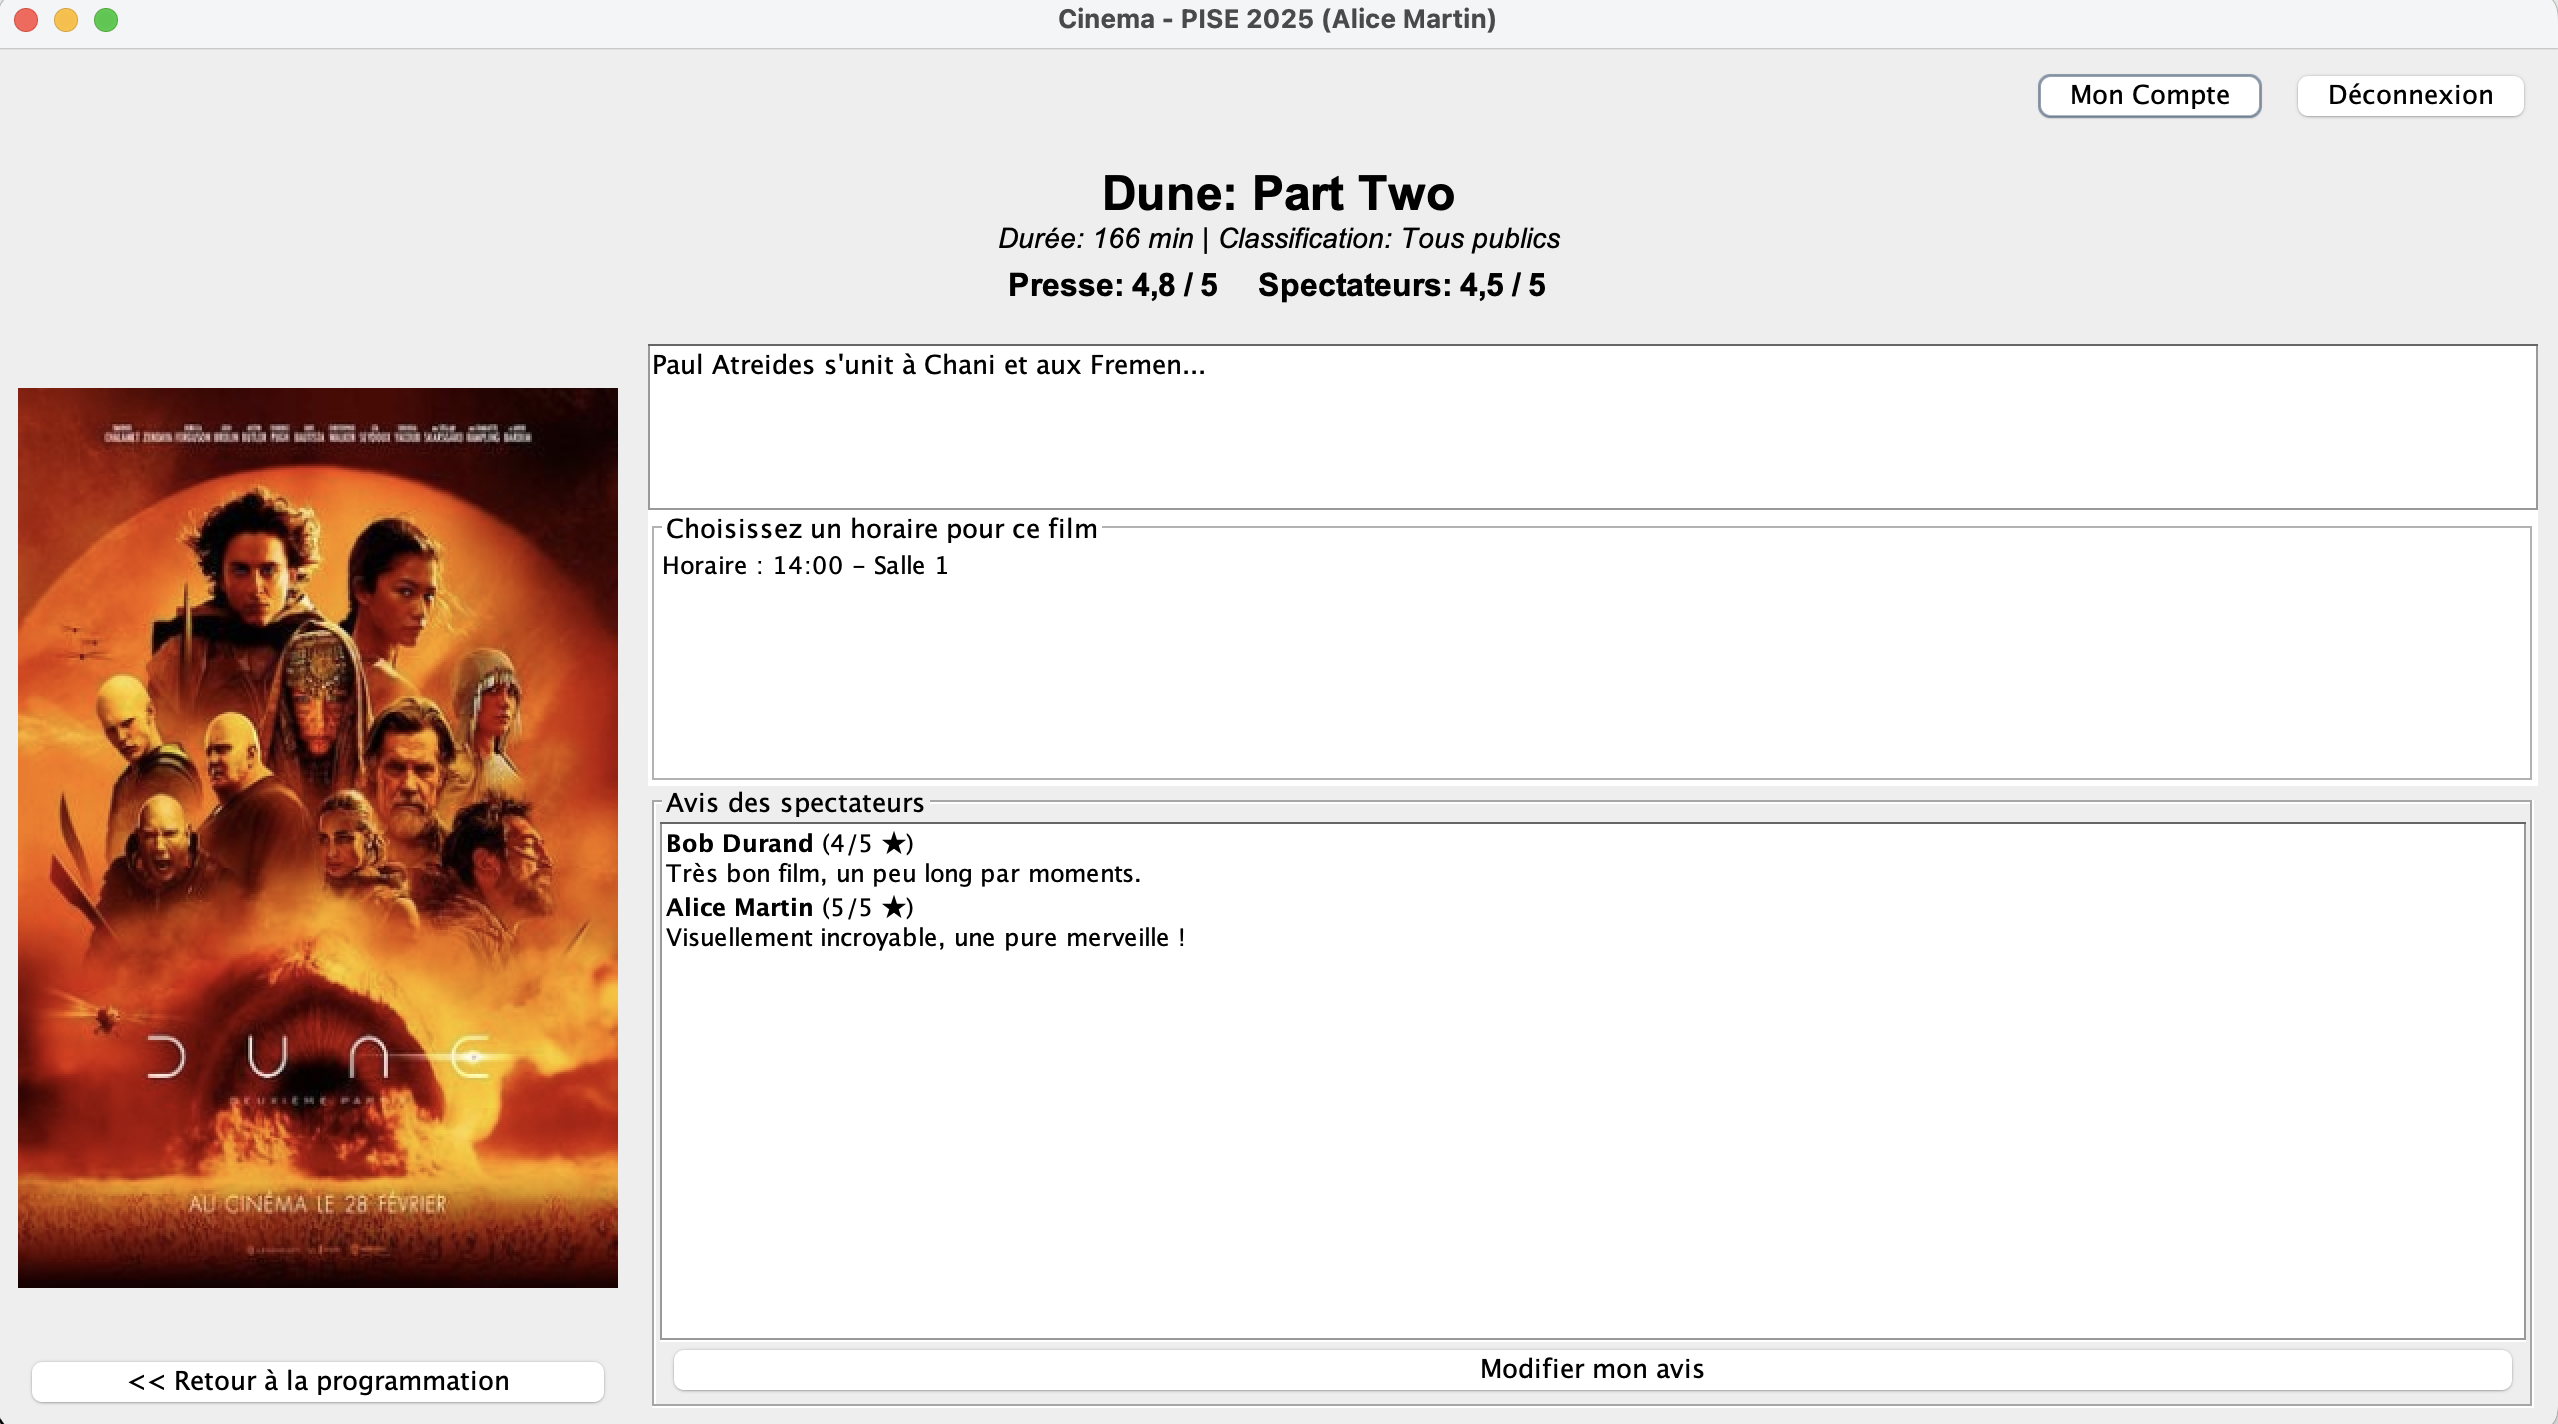 Cinema - PISE 2025 (Alice Martin)
Mon Compte
Déconnexion
Dune: Part Two
Durée: 166 min | Classification: Tous publics
Presse: 4,8 / 5 Spectateurs: 4,5 / 5
Paul Atreides s'unit à Chani et aux Fremen...
Choisissez un horaire pour ce film
Horaire : 14:00 - Salle 1
Avis des spectateurs
Bob Durand (4/5 ★)
Très bon film, un peu long par moments.
Alice Martin (5/5 ★)
Visuellement incroyable, une pure merveille !
Modifier mon avis
DUNE
DEUXIÈME PARTIE
AU CINÉMA LE 28 FÉVRIER
<< Retour à la programmation